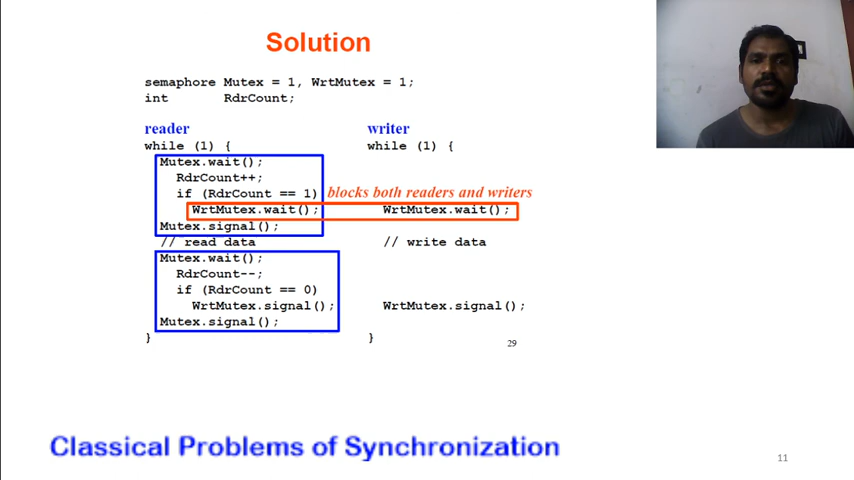 Solution
semaphore Mutex = 1, WrtMutex = 1;
int RdrCount;
reader writer
while (1) { while (1) {
Mutex.wait();
RdrCount++;
if (RdrCount == 1) blocks both readers and writers
WrtMutex.wait(); WrtMutex.wait();
Mutex.signal();
// read data // write data
Mutex.wait();
RdrCount--;
if (RdrCount == 0)
WrtMutex.signal(); WrtMutex.signal();
Mutex.signal();
} }
29
Classical Problems of Synchronization
11